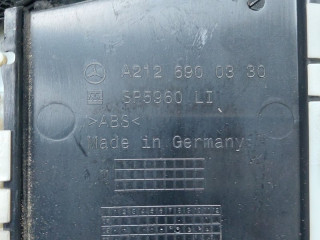 A212 690 03 30
SP5960 LI
>ABS<
Made in Germany